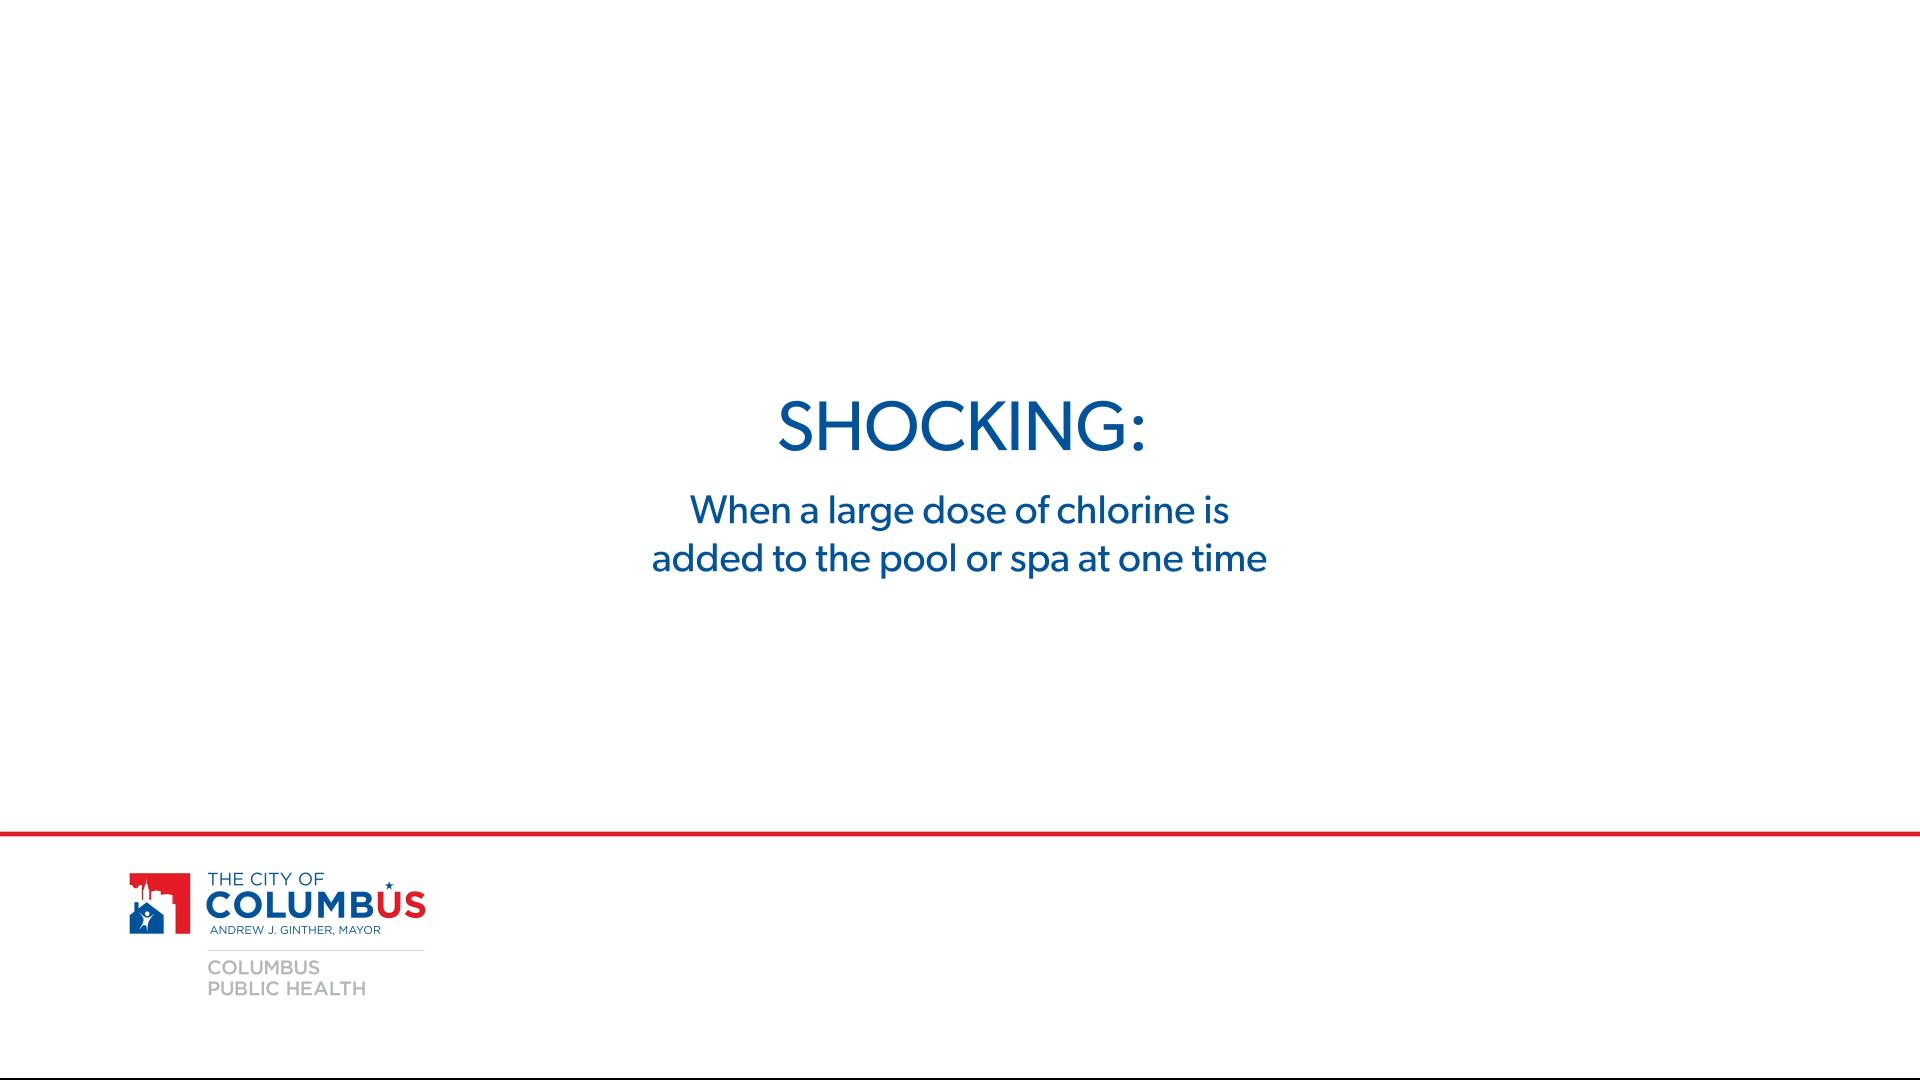 SHOCKING:
When a large dose of chlorine is
added to the pool or spa at one time
THE CITY OF
COLUMBUS
ANDREW J. GINTHER, MAYOR
COLUMBUS
PUBLIC HEALTH